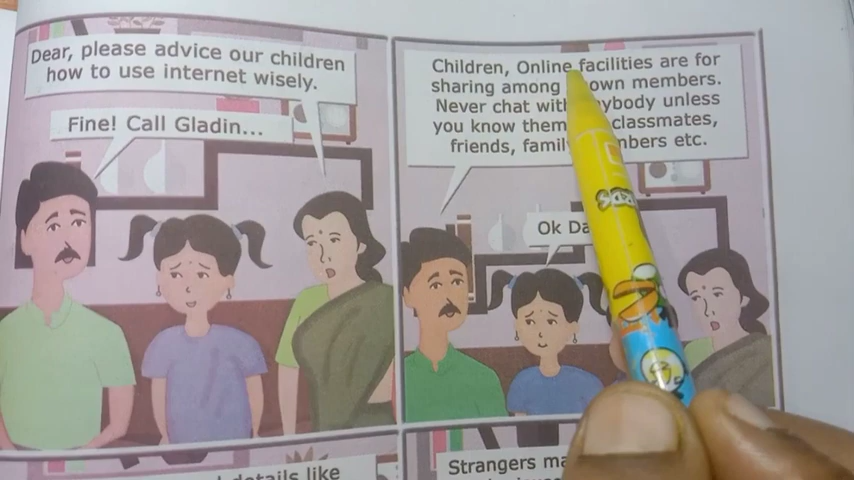 Dear, please advice our children
how to use internet wisely.
Fine! Call Gladin...
Children, Online facilities are for
sharing among own members.
Never chat with ybody unless
you know them classmates,
friends, family mbers etc.
Ok Da
details like
Strangers ma